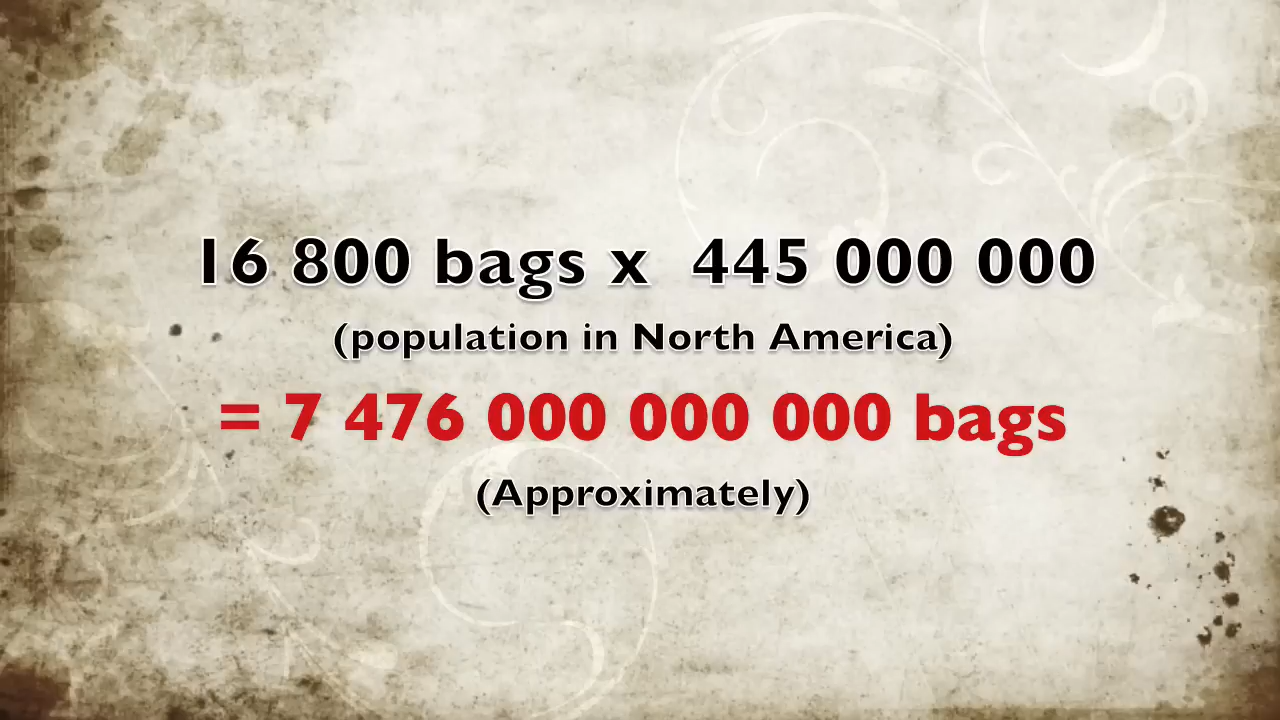 16 800 bags x 445 000 000
(population in North America)
= 7 476 000 000 000 bags
(Approximately)